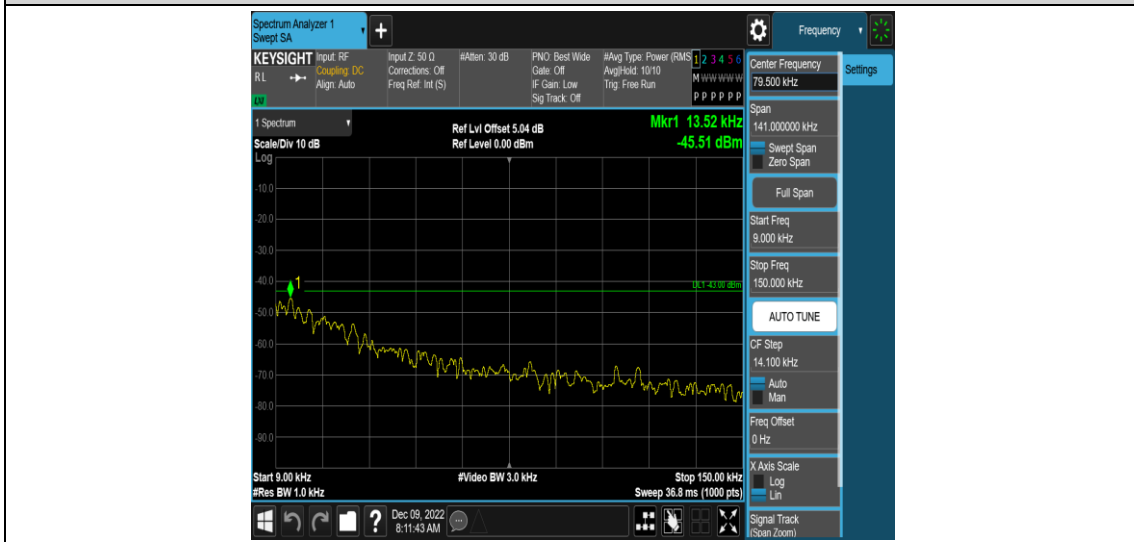 Spectrum Analyzer 1
Swept SA
+
Frequency
KEYSIGHT
RL
Input: RF
Coupling: DC
Align: Auto
Input Z: 50 Ω
Corrections: Off
Freq Ref: Int (S)
#Atten: 30 dB
PNO: Best Wide
Gate: Off
IF Gain: Low
Sig Track: Off
#Avg Type: Power (RMS
Avg|Hold: 10/10
Trig: Free Run
1 2 3 4 5 6
M W W W W W
P P P P P P
1 Spectrum
Scale/Div 10 dB
Log
Ref Lvl Offset 5.04 dB
Ref Level 0.00 dBm
Mkr1 13.52 kHz
-45.51 dBm
-10.0
-20.0
-30.0
-40.0
-50.0
-60.0
-70.0
-80.0
-90.0
1
DL1 -43.00 dBm
Start 9.00 kHz
#Res BW 1.0 kHz
#Video BW 3.0 kHz
Stop 150.00 kHz
Sweep 36.8 ms (1000 pts)
?
Dec 09, 2022
8:11:43 AM
Center Frequency
79.500 kHz
Settings
Span
141.000000 kHz
Swept Span
Zero Span
Full Span
Start Freq
9.000 kHz
Stop Freq
150.000 kHz
AUTO TUNE
CF Step
14.100 kHz
Auto
Man
Freq Offset
0 Hz
X Axis Scale
Log
Lin
Signal Track
(Span Zoom)